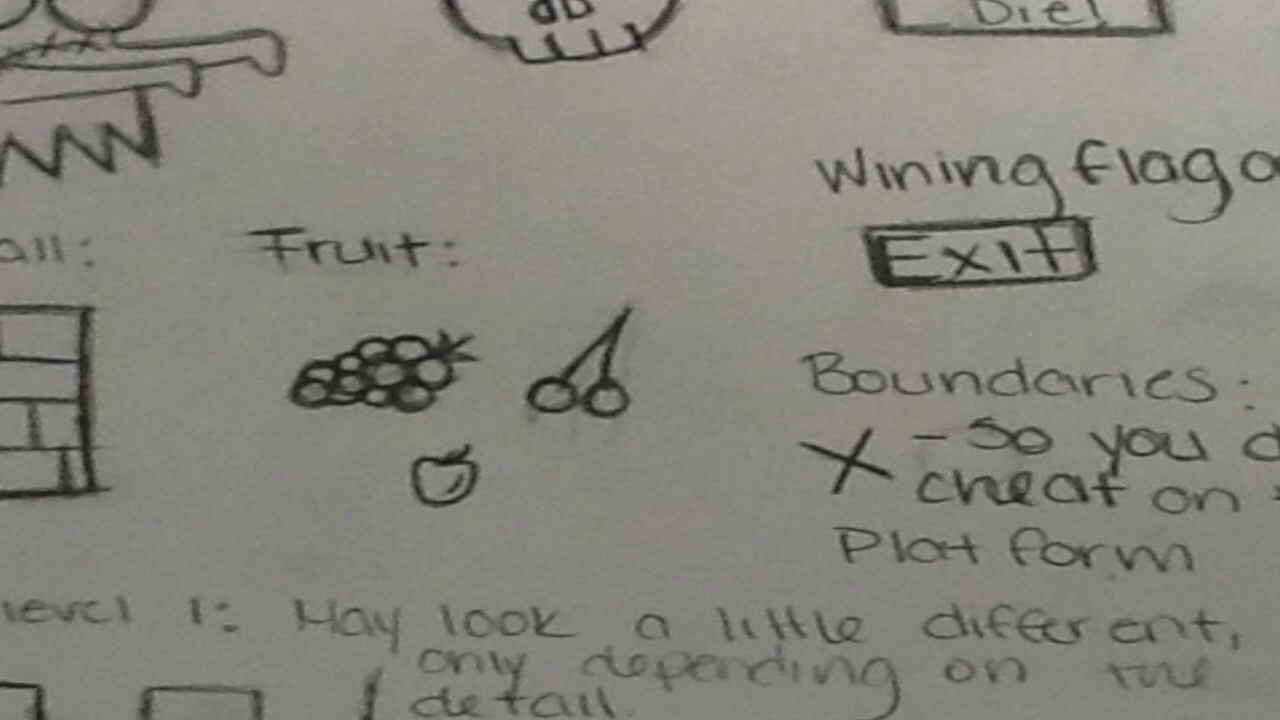 Die!
Wining flag
all:
Fruit:
Exit
Boundaries:
X - So you
cheat on
Platform
level 1: May look a little different,
only depending on the
detail.